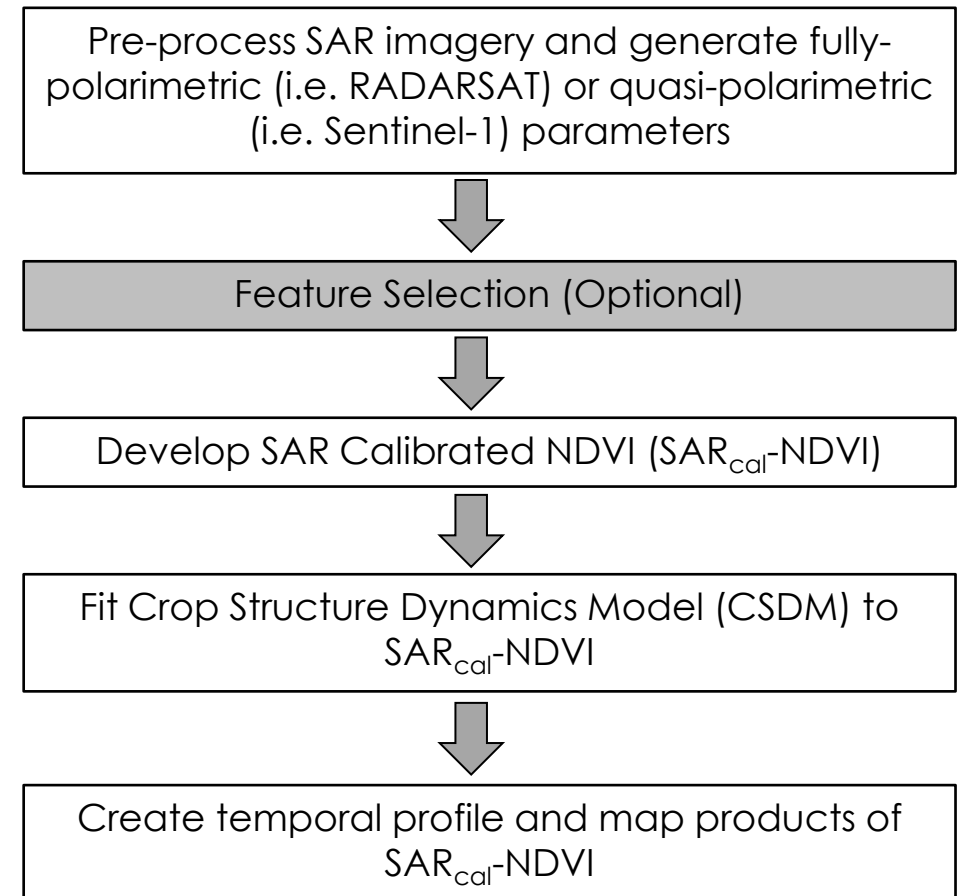 Pre-process SAR imagery and generate fully-
polarimetric (i.e. RADARSAT) or quasi-polarimetric
(i.e. Sentinel-1) parameters
Feature Selection (Optional)
Develop SAR Calibrated NDVI (SARcal-NDVI)
Fit Crop Structure Dynamics Model (CSDM) to
SARcal-NDVI
Create temporal profile and map products of
SARcal-NDVI